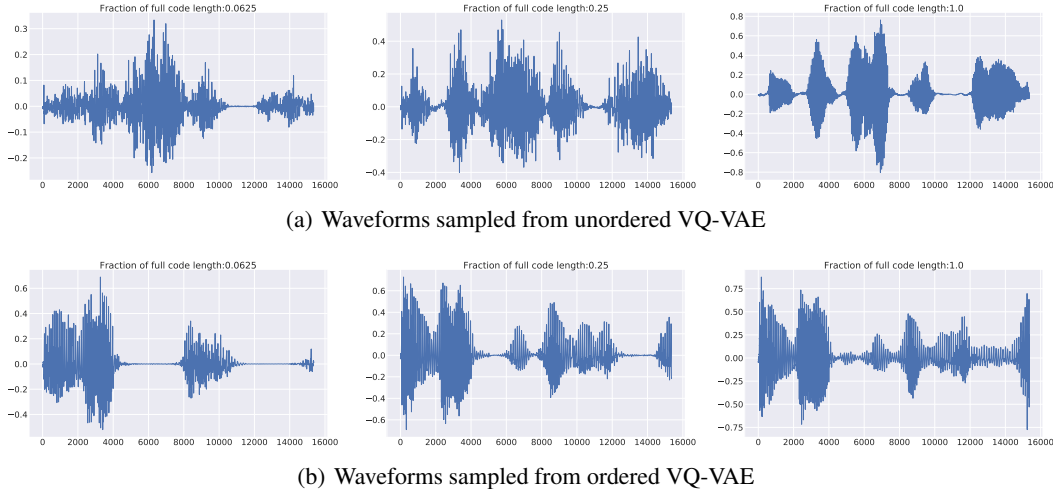 Fraction of full code length:0.0625
Fraction of full code length:0.25
Fraction of full code length:1.0
0.3
0.2
0.1
0.0
−0.1
−0.2
0 2000 4000 6000 8000 10000 12000 14000 16000
0.4
0.2
0.0
−0.2
−0.4
0 2000 4000 6000 8000 10000 12000 14000 16000
0.8
0.6
0.4
0.2
0.0
−0.2
−0.4
−0.6
−0.8
0 2000 4000 6000 8000 10000 12000 14000 16000
(a) Waveforms sampled from unordered VQ-VAE
Fraction of full code length:0.0625
Fraction of full code length:0.25
Fraction of full code length:1.0
0.6
0.4
0.2
0.0
−0.2
−0.4
0 2000 4000 6000 8000 10000 12000 14000 16000
0.6
0.4
0.2
0.0
−0.2
−0.4
−0.6
0 2000 4000 6000 8000 10000 12000 14000 16000
0.75
0.50
0.25
0.00
−0.25
−0.50
−0.75
0 2000 4000 6000 8000 10000 12000 14000 16000
(b) Waveforms sampled from ordered VQ-VAE